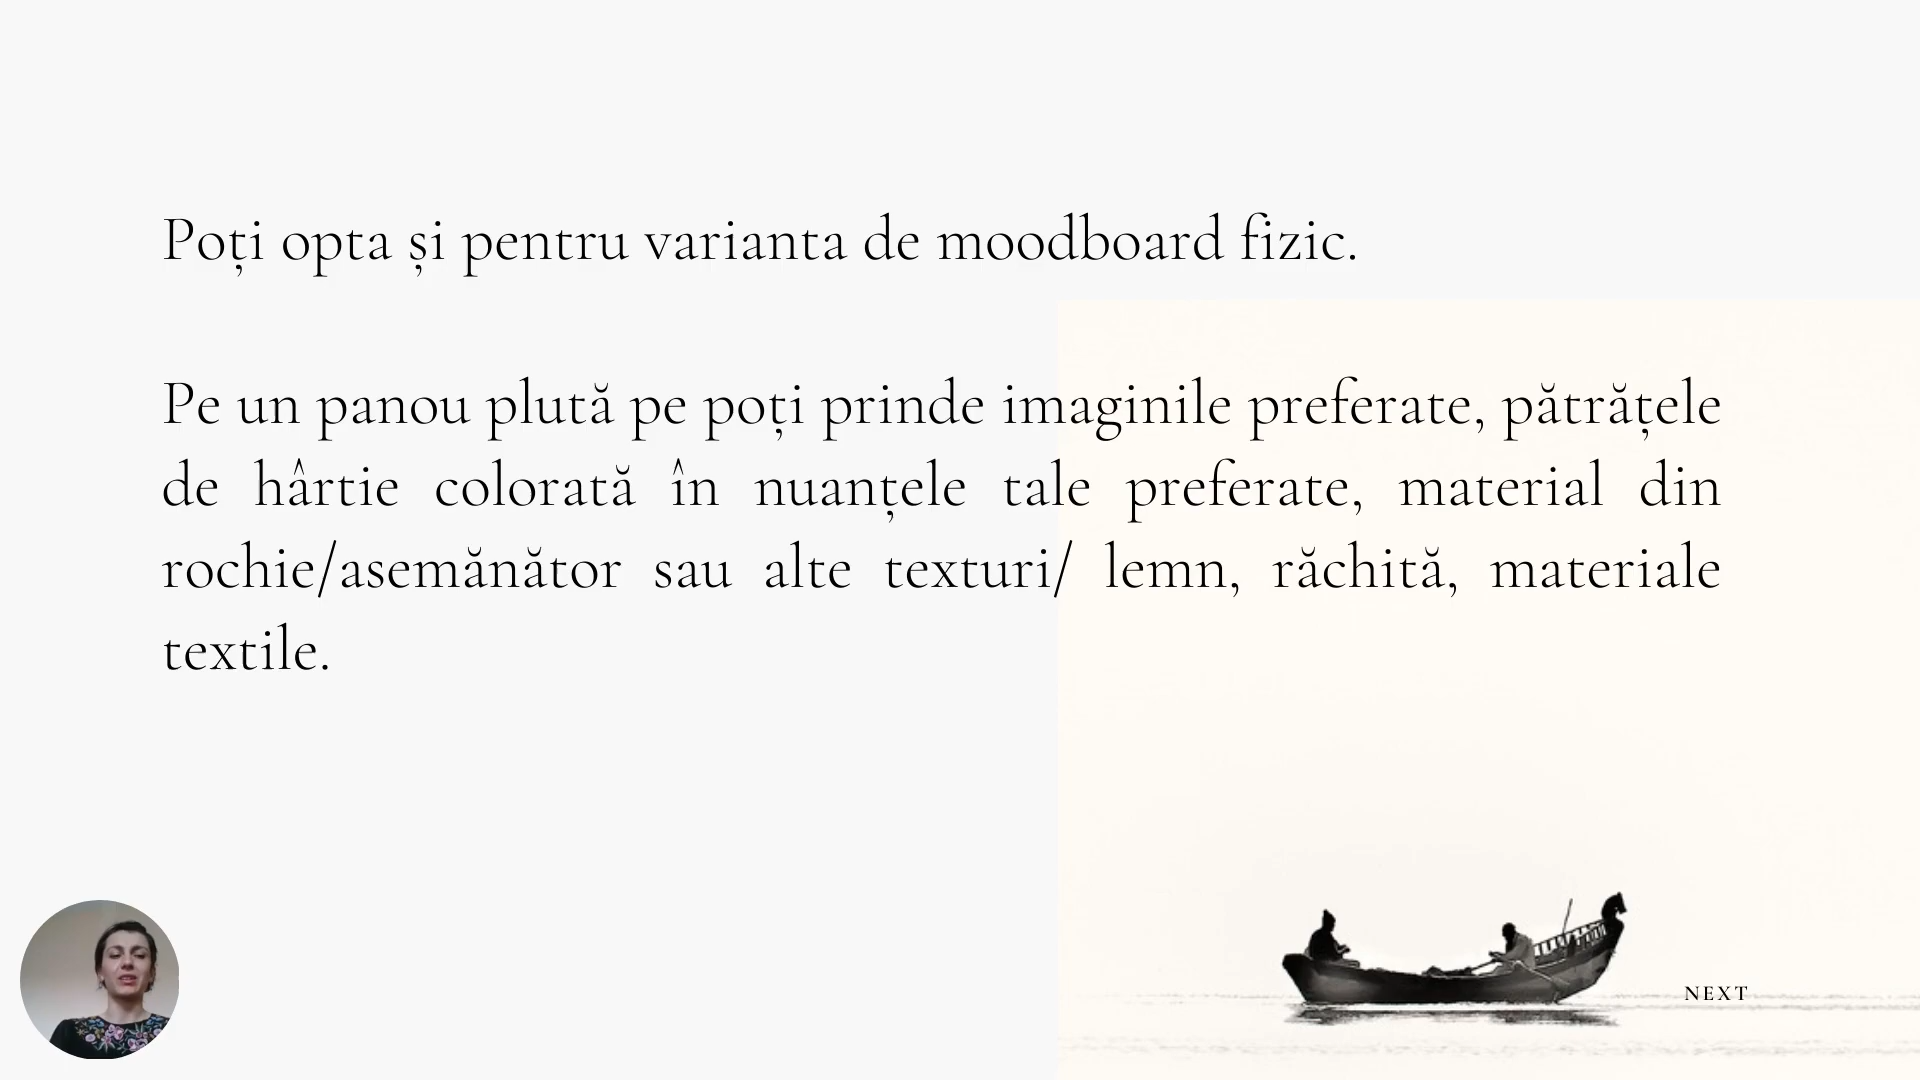 Poți opta și pentru varianta de moodboard fizic.
Pe un panou plută pe poți prinde imaginile preferate, pătrățele
de hârtie colorată în nuanțele tale preferate, material din
rochie/asemănător sau alte texturi/ lemn, răchită, materiale
textile.
NEXT